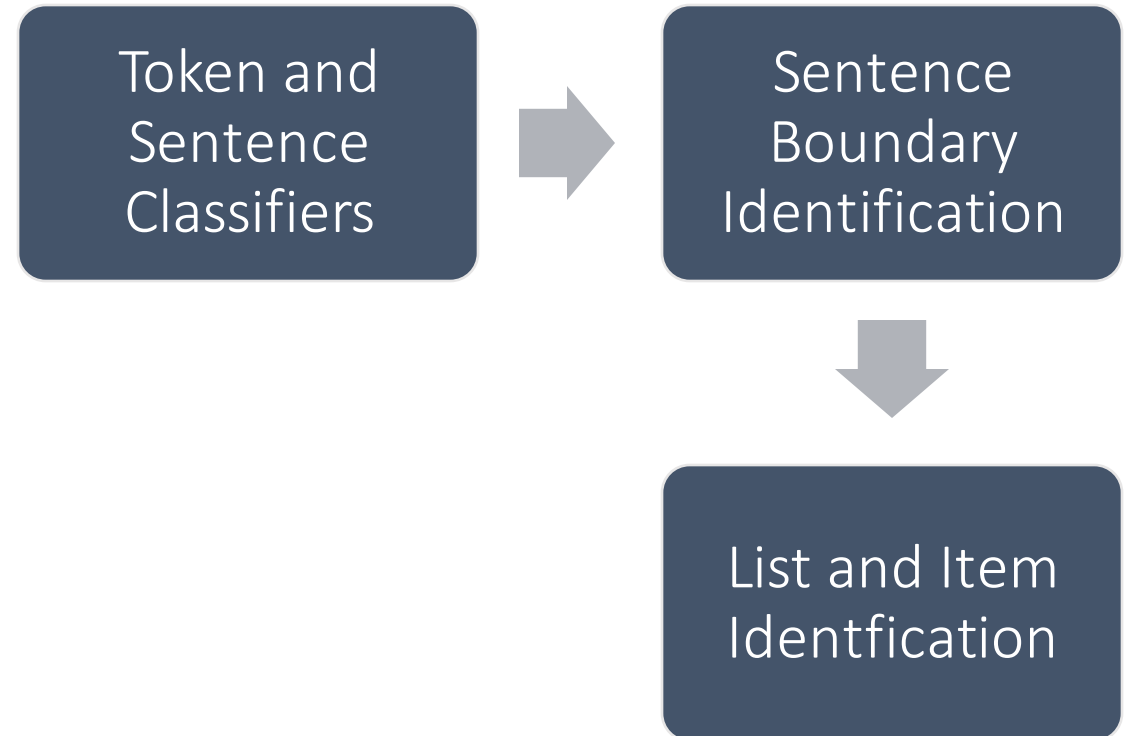 Token and
Sentence
Classifiers
Sentence
Boundary
Identification
List and Item
Identfication